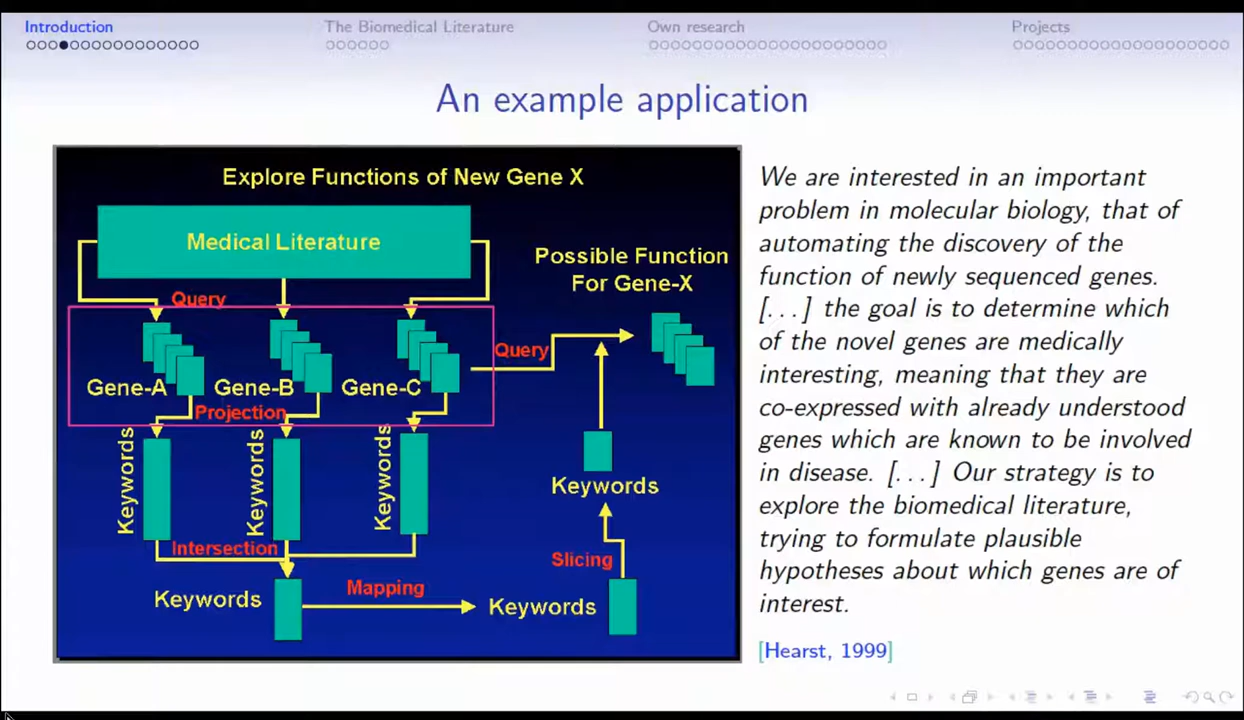 Introduction
The Biomedical Literature
Own research
Projects
An example application
Explore Functions of New Gene X
Medical Literature
Possible Function
For Gene-X
Query
Query
Gene-A
Gene-B
Gene-C
Projection
Keywords
Keywords
Keywords
Keywords
Intersection
Slicing
Mapping
Keywords
Keywords
We are interested in an important
problem in molecular biology, that of
automating the discovery of the
function of newly sequenced genes.
[...] the goal is to determine which
of the novel genes are medically
interesting, meaning that they are
co-expressed with already understood
genes which are known to be involved
in disease. [...] Our strategy is to
explore the biomedical literature,
trying to formulate plausible
hypotheses about which genes are of
interest.
[Hearst, 1999]